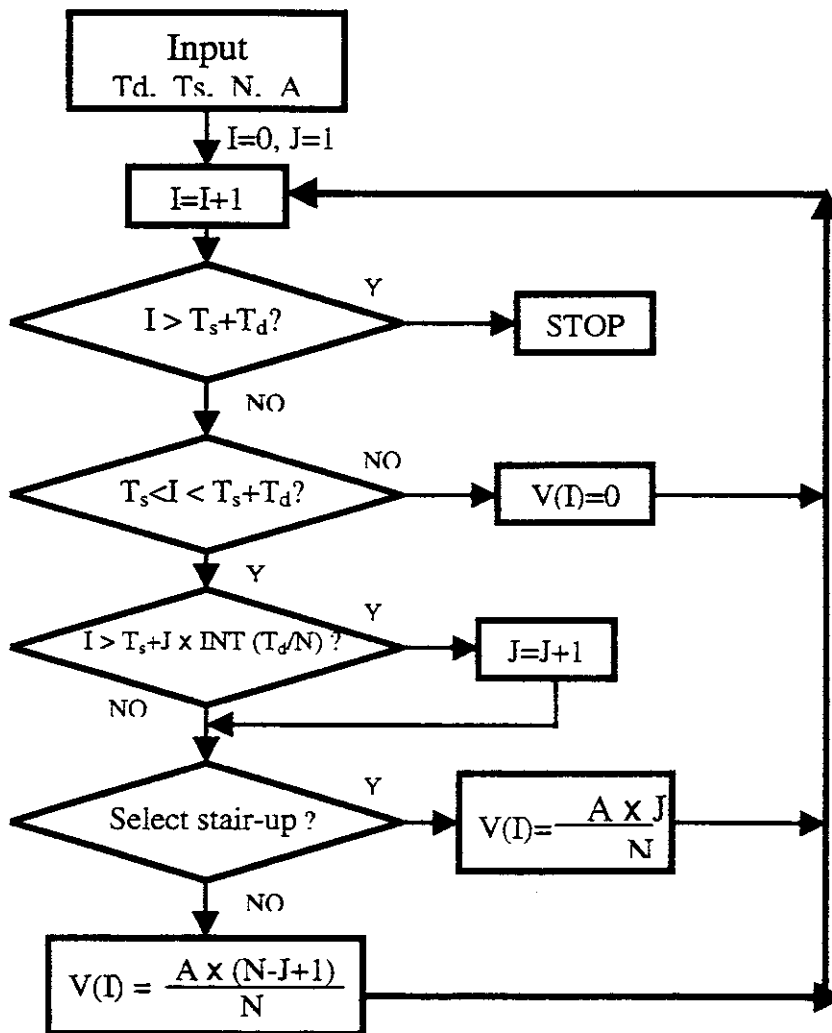 Input
Td, Ts, N, A
I=0, J=1
I=I+1
I > Ts+Td?
Y
STOP
NO
Ts<I < Ts+Td?
NO
V(I)=0
Y
I > Ts+J x INT (Td/N) ?
Y
J=J+1
NO
Select stair-up ?
Y
V(I)= A x J
N
NO
V(I) = A x (N-J+1)
N